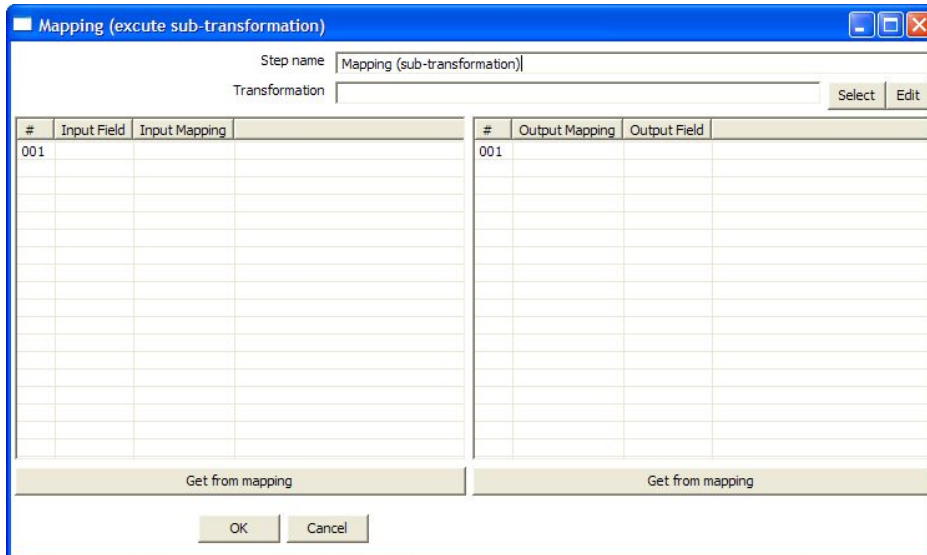 Mapping (excute sub-transformation)
Step name Mapping (sub-transformation)
Transformation Select Edit
# Input Field Input Mapping # Output Mapping Output Field
001 001
Get from mapping Get from mapping
OK Cancel